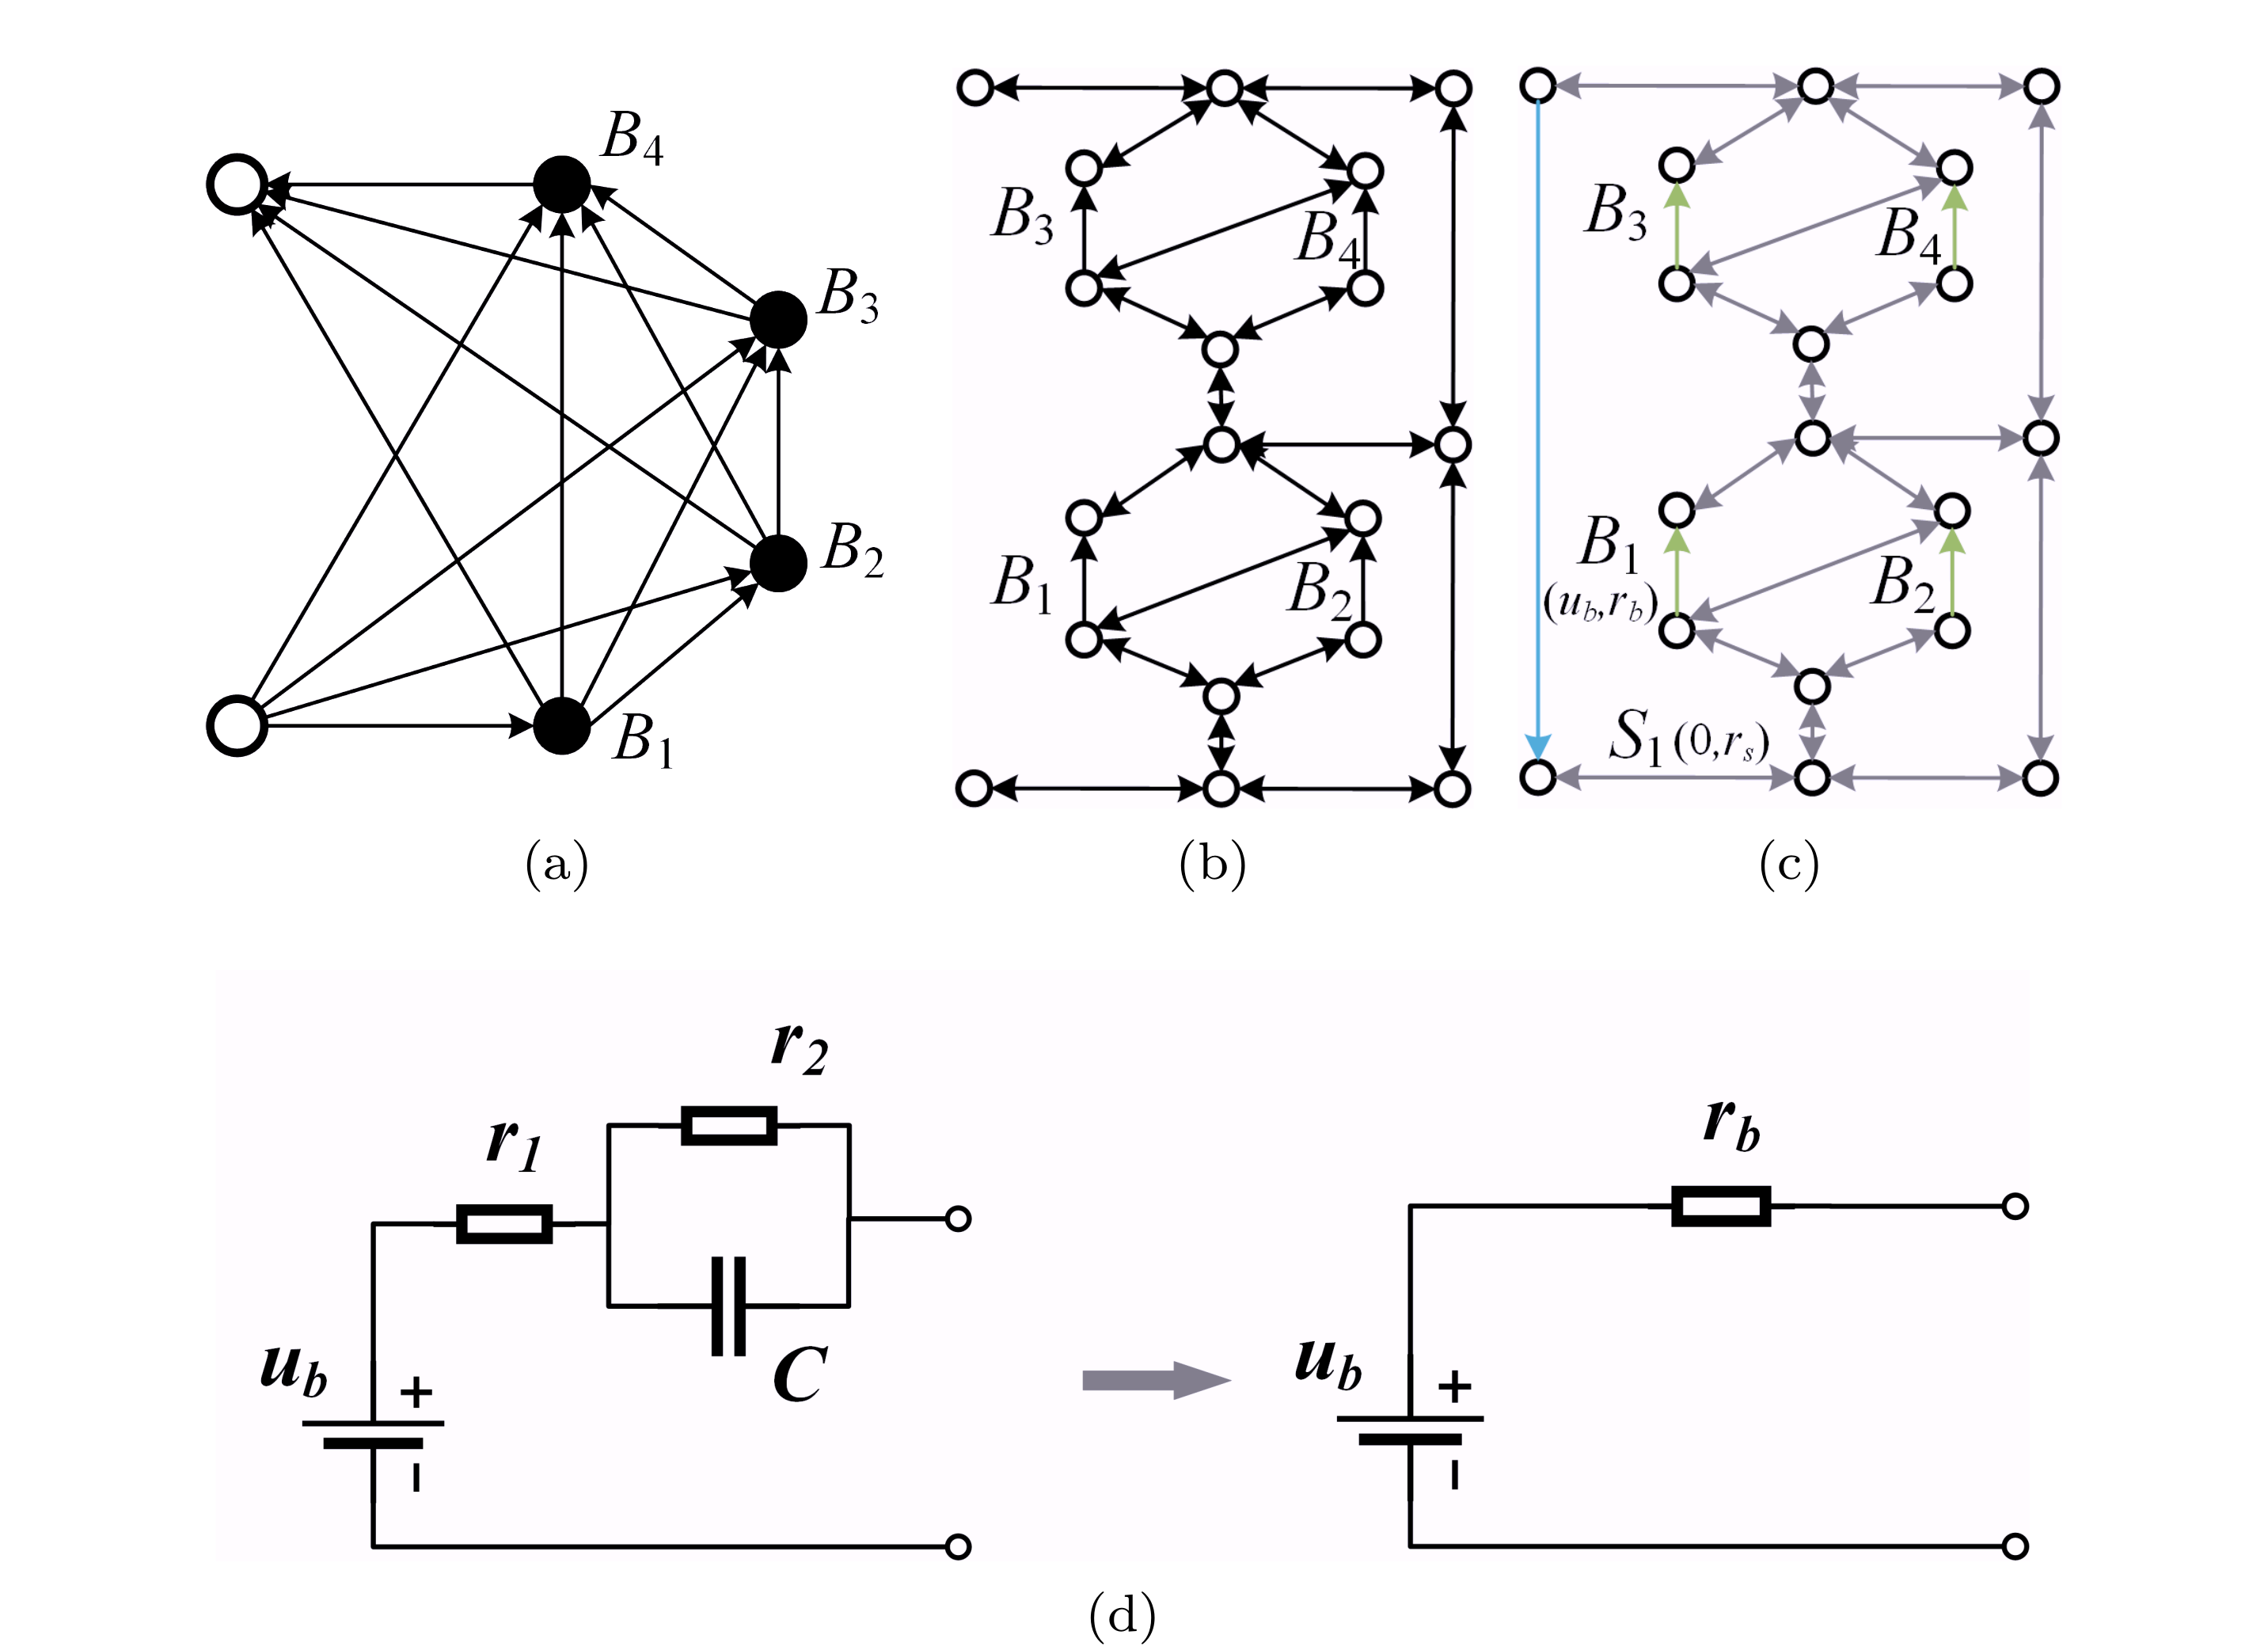 B4
B3
B2
B1
(a)
B3
B4
B1
B2
(b)
B3
B4
B1
(ub,rb)
B2
S1(0,rs)
(c)
r2
r1
C
ub
+
−
rb
ub
+
−
(d)